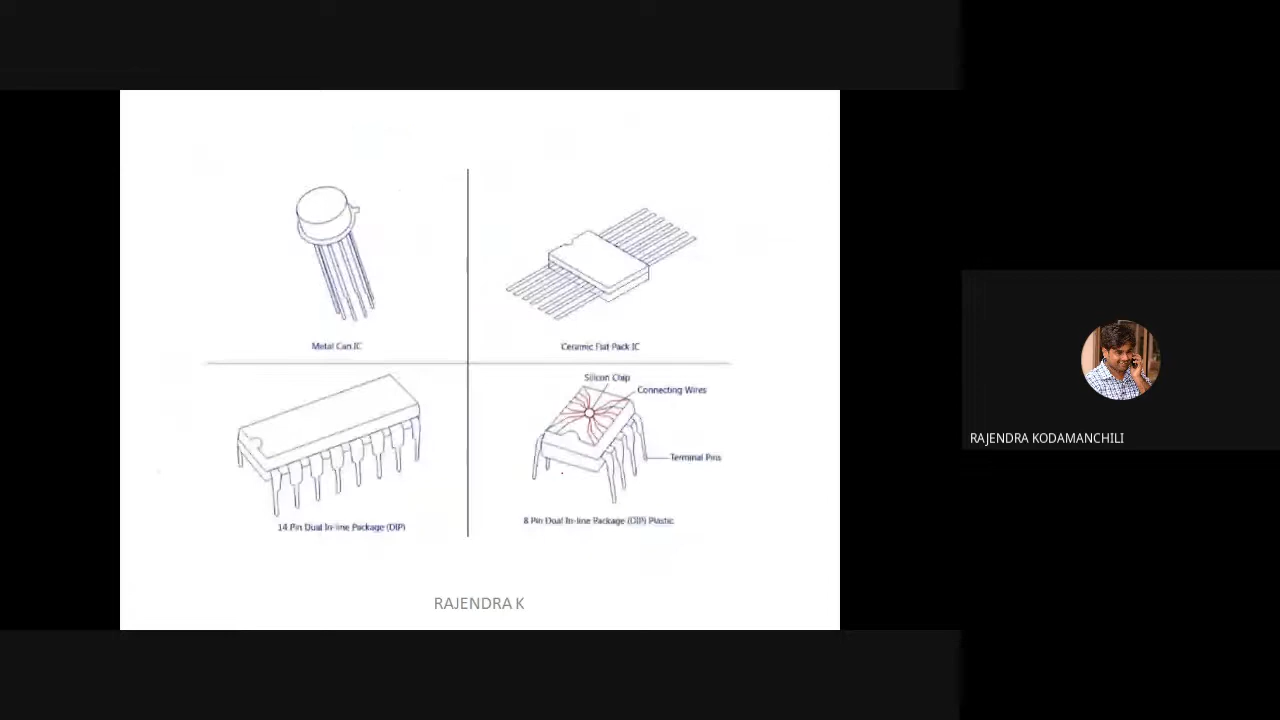 Metal Can IC
Ceramic Flat Pack IC
Silicon Chip
Connecting Wires
Terminal Pins
14 Pin Dual In-line Package (DIP)
8 Pin Dual In-line Package (DIP) Plastic
RAJENDRA K
RAJENDRA KODAMANCHILI